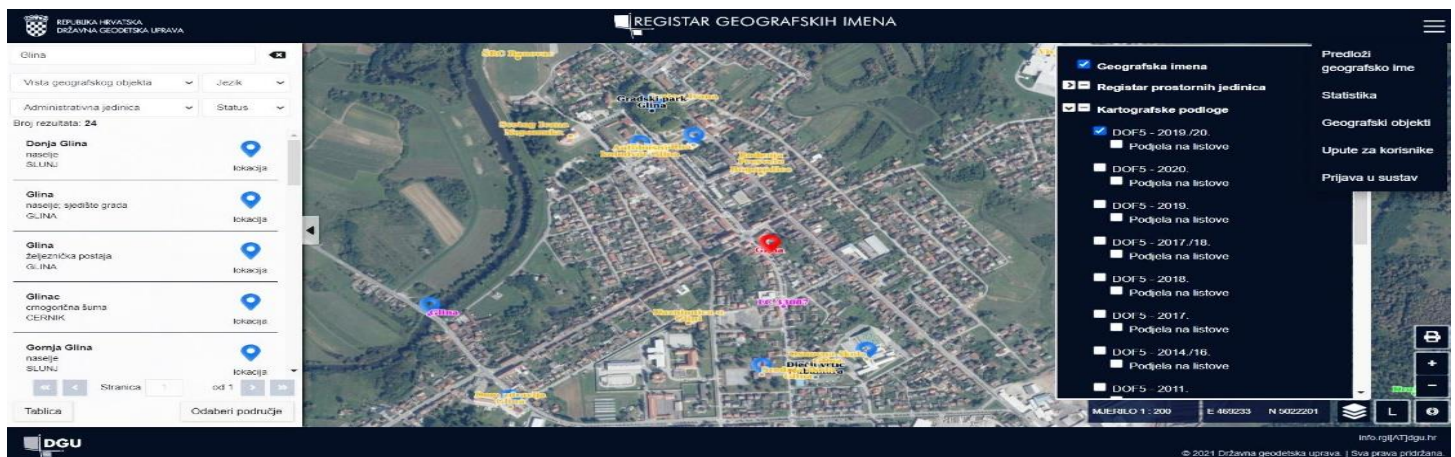 REPUBLIKA HRVATSKA
DRŽAVNA GEODETSKA UPRAVA
REGISTAR GEOGRAFSKIH IMENA
Glina
Vrsta geografskog objekta
Jezik
Administrativna jedinica
Status
Broj rezultata: 24
Donja Glina
naselje
SLUNJ
lokacija
Glina
naselje; sjedište grada
GLINA
lokacija
Glina
željeznička postaja
GLINA
lokacija
Glinac
crnogorična šuma
CERNIK
lokacija
Gornja Glina
naselje
SLUNJ
lokacija
Stranica 1 od 1
Tablica
Odaberi područje
Gradski park
Glina
Glina
Glina
Geografska imena
Registar prostornih jedinica
Kartografske podloge
DOF5 - 2019./20.
Podjela na listove
DOF5 - 2020.
Podjela na listove
DOF5 - 2019.
Podjela na listove
DOF5 - 2017./18.
Podjela na listove
DOF5 - 2018.
Podjela na listove
DOF5 - 2017.
Podjela na listove
DOF5 - 2014./16.
Podjela na listove
DOF5 - 2011.
Predloži
geografsko ime
Statistika
Geografski objekti
Upute za korisnike
Prijava u sustav
MJERILO 1 : 200
E 469233 N 5022201
L
DGU
info.rgi[AT]dgu.hr
© 2021 Državna geodetska uprava. | Sva prava pridržana.